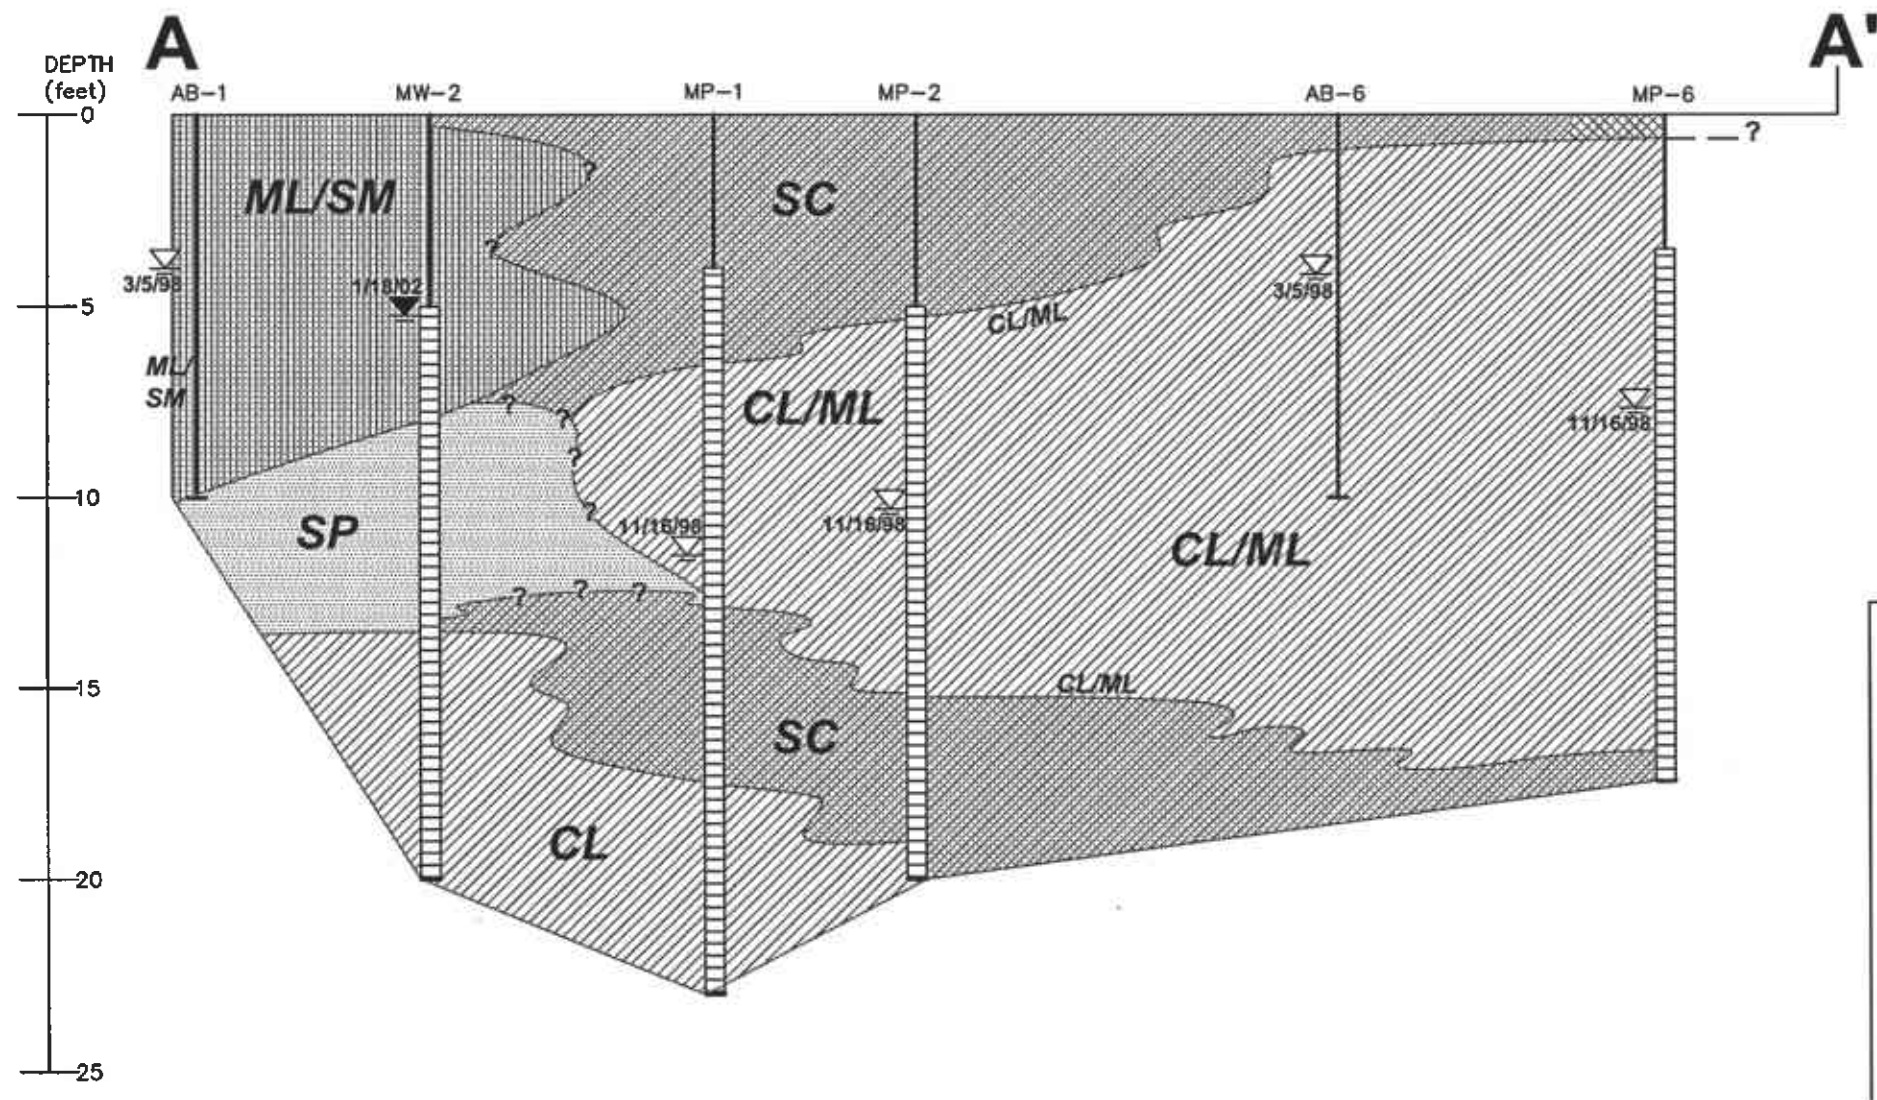 A
A'
DEPTH
(feet)
AB-1
MW-2
MP-1
MP-2
AB-6
MP-6
0
?
?
ML/SM
SC
?
3/5/98
1/18/02
3/5/98
5
CL/ML
ML/
SM
?
?
CL/ML
11/16/98
?
10
?
SP
11/16/98
11/16/98
CL/ML
?
?
?
15
CL/ML
SC
CL
20
25